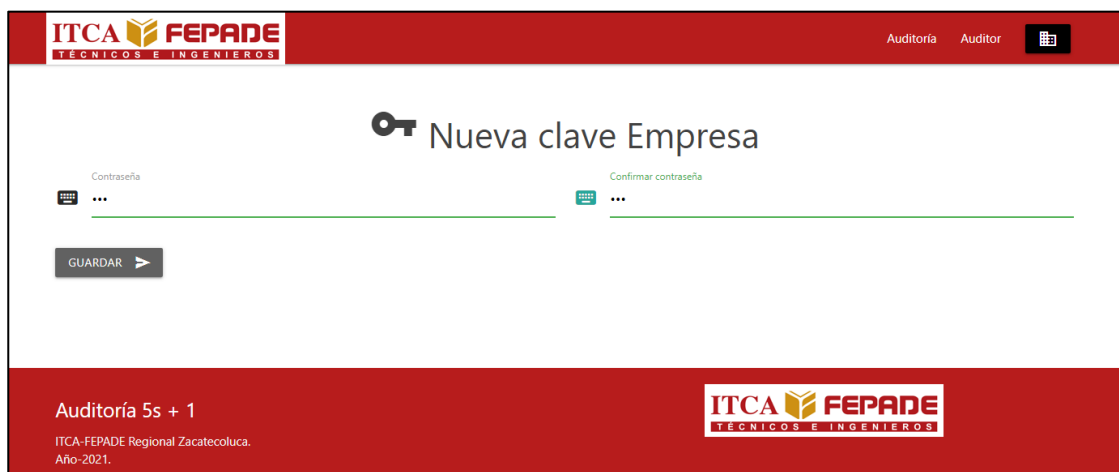 ITCA FEPADE
TÉCNICOS E INGENIEROS
Auditoría Auditor
Nueva clave Empresa
Contraseña Confirmar contraseña
••• •••
GUARDAR
Auditoría 5s + 1
ITCA FEPADE
TÉCNICOS E INGENIEROS
ITCA-FEPADE Regional Zacatecoluca.
Año-2021.